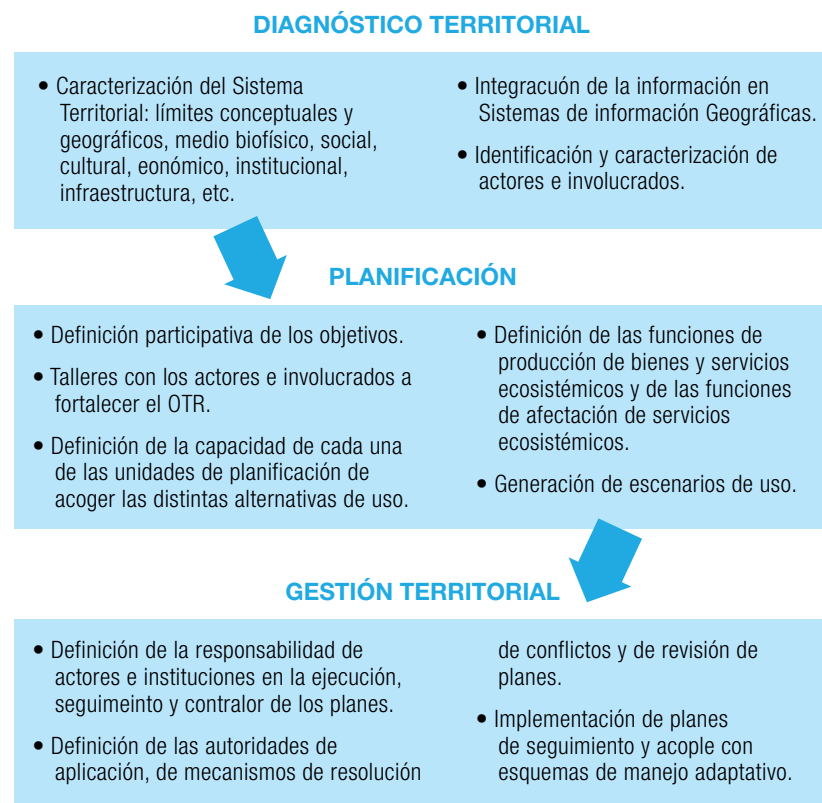 DIAGNÓSTICO TERRITORIAL
• Caracterización del Sistema
Territorial: límites conceptuales y
geográficos, medio biofísico, social,
cultural, eonómico, institucional,
infraestructura, etc.
• Integracuón de la información en
Sistemas de información Geográficas.
• Identificación y caracterización de
actores e involucrados.
PLANIFICACIÓN
• Definición participativa de los objetivos.
• Talleres con los actores e involucrados a
fortalecer el OTR.
• Definición de la capacidad de cada una
de las unidades de planificación de
acoger las distintas alternativas de uso.
• Definición de las funciones de
producción de bienes y servicios
ecosistémicos y de las funciones
de afectación de servicios
ecosistémicos.
• Generación de escenarios de uso.
GESTIÓN TERRITORIAL
• Definición de la responsabilidad de
actores e instituciones en la ejecución,
seguimeinto y contralor de los planes.
• Definición de las autoridades de
aplicación, de mecanismos de resolución
de conflictos y de revisión de
planes.
• Implementación de planes
de seguimiento y acople con
esquemas de manejo adaptativo.